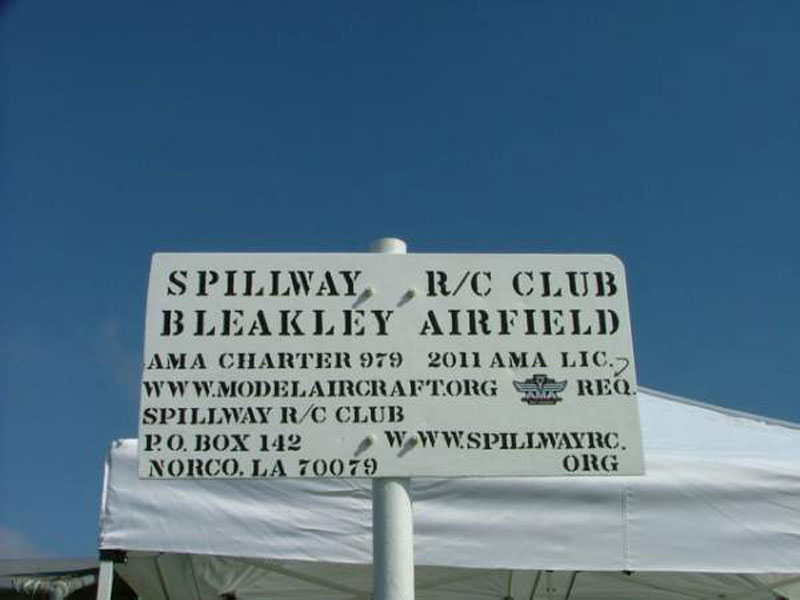 SPILLWAY R/C CLUB
BLEAKLEY AIRFIELD
AMA CHARTER 979 2011 AMA LIC.
WWW.MODELAIRCRAFT.ORG AMA REQ.
SPILLWAY R/C CLUB
P.O. BOX 142 W WWW.SPILLWAYRC.
NORCO. LA 70079 ORG